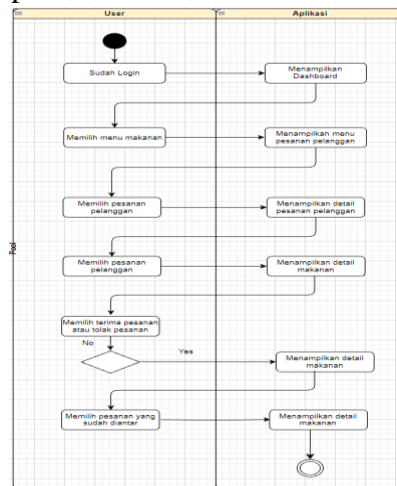 User
Aplikasi
Sudah Login
Menampilkan
Dashboard
Memilih menu makanan
Menampilkan menu
pesanan pelanggan
Memilih pesanan
pelanggan
Menampilkan detail
pesanan pelanggan
Pool
Memilih pesanan
pelanggan
Menampilkan detail
makanan
Memilih terima pesanan
atau tolak pesanan
No
Yes
Menampilkan detail
makanan
Memilih pesanan yang
sudah diantar
Menampilkan detail
makanan